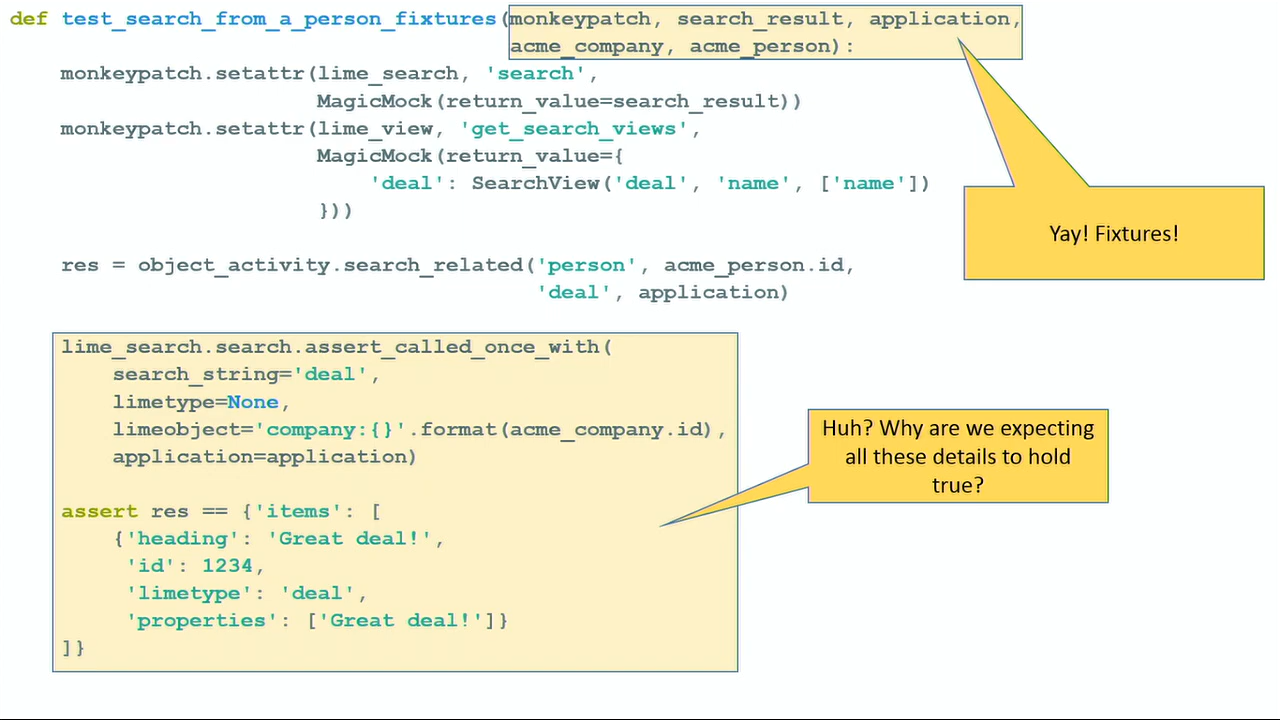 def test_search_from_a_person_fixtures(monkeypatch, search_result, application,
acme_company, acme_person):
monkeypatch.setattr(lime_search, 'search',
MagicMock(return_value=search_result))
monkeypatch.setattr(lime_view, 'get_search_views',
MagicMock(return_value={
'deal': SearchView('deal', 'name', ['name'])
}))
Yay! Fixtures!
res = object_activity.search_related('person', acme_person.id,
'deal', application)
lime_search.search.assert_called_once_with(
search_string='deal',
limetype=None,
limeobject='company:{}'.format(acme_company.id),
application=application)
Huh? Why are we expecting
all these details to hold
true?
assert res == {'items': [
{'heading': 'Great deal!',
'id': 1234,
'limetype': 'deal',
'properties': ['Great deal!']}
]}